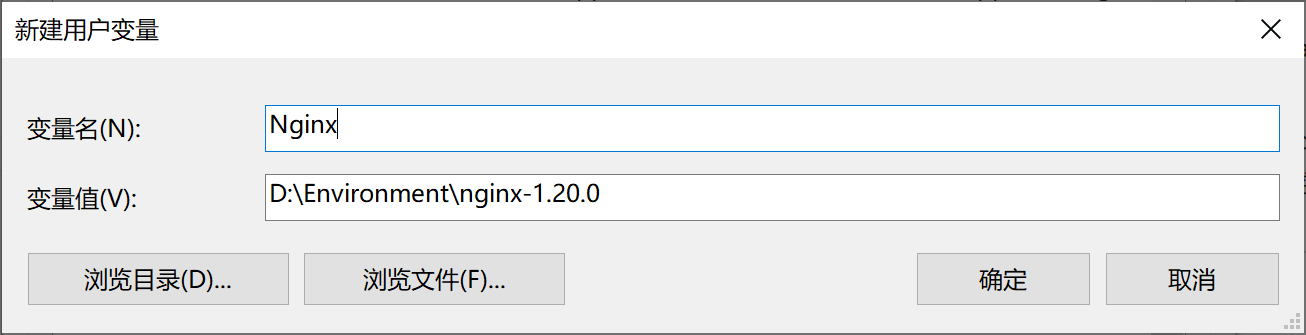 新建用户变量
变量名(N):
Nginx
变量值(V):
D:\Environment\nginx-1.20.0
浏览目录(D)...
浏览文件(F)...
确定
取消